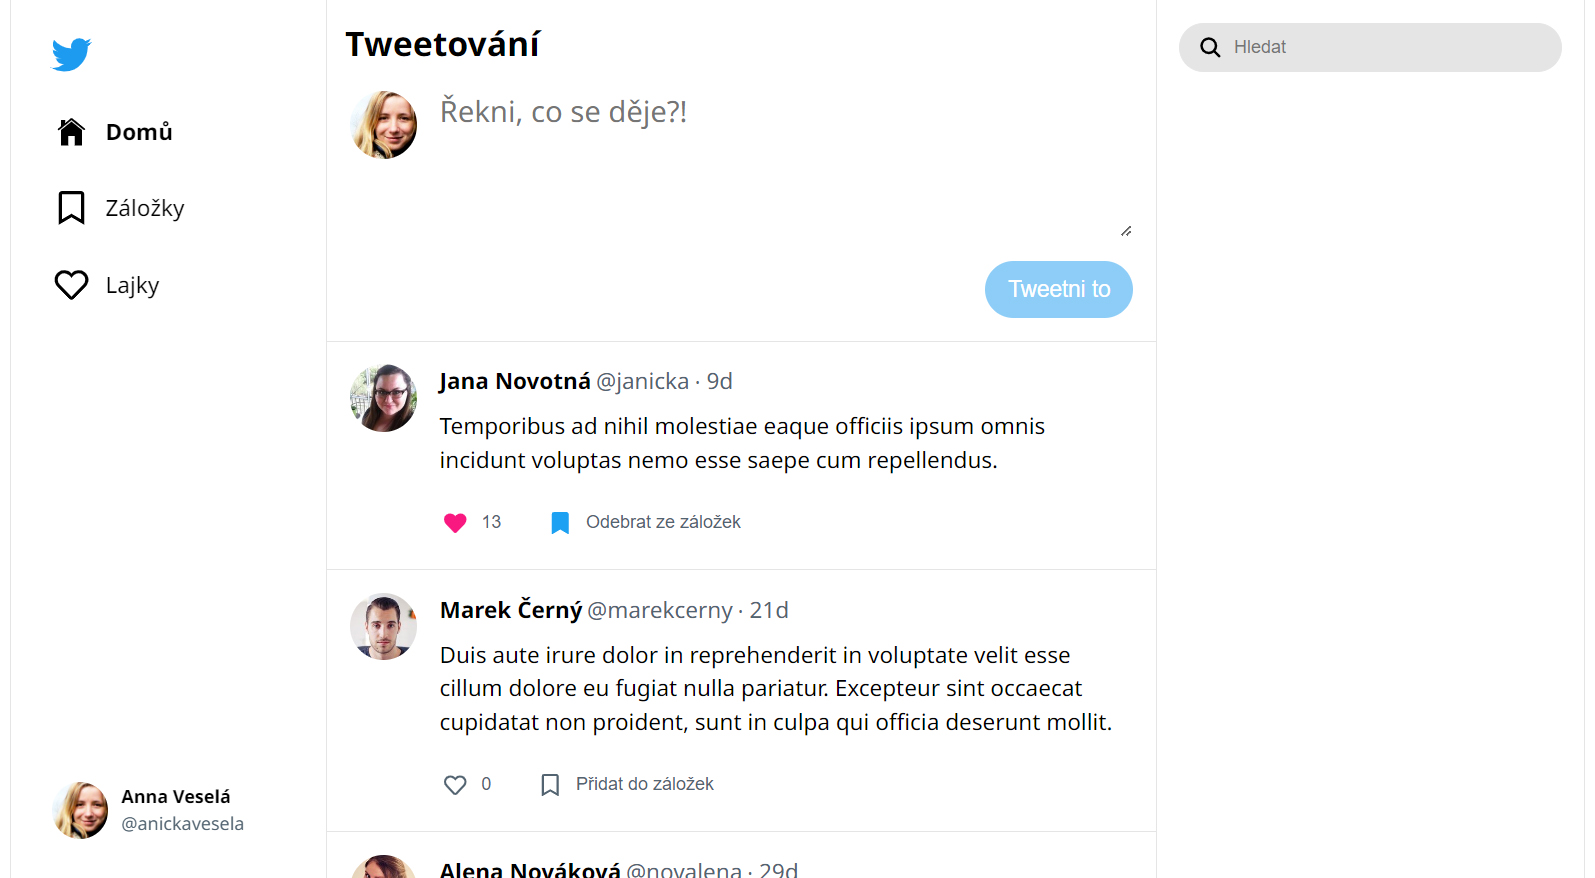 Domů
Záložky
Lajky
Anna Veselá
@anickavesela
Tweetování
Řekni, co se děje?!
Tweetni to
Jana Novotná @janicka · 9d
Temporibus ad nihil molestiae eaque officiis ipsum omnis
incidunt voluptas nemo esse saepe cum repellendus.
13 Odebrat ze záložek
Marek Černý @marekcerny · 21d
Duis aute irure dolor in reprehenderit in voluptate velit esse
cillum dolore eu fugiat nulla pariatur. Excepteur sint occaecat
cupidatat non proident, sunt in culpa qui officia deserunt mollit.
0 Přidat do záložek
Alena Nováková @novalena · 29d
Hledat